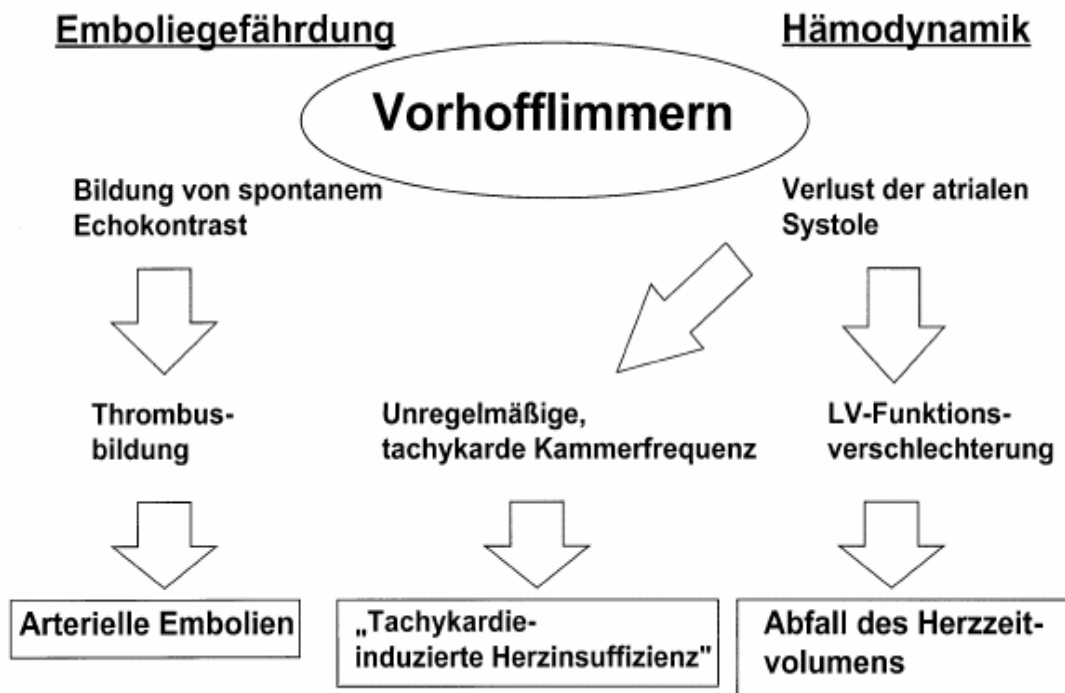 Emboliegefährdung
Hämodynamik
Vorhofflimmern
Bildung von spontanem
Echokontrast
Verlust der atrialen
Systole
Thrombus-
bildung
Unregelmäßige,
tachykarde Kammerfrequenz
LV-Funktions-
verschlechterung
Arterielle Embolien
„Tachykardie-
induzierte Herzinsuffizienz"
Abfall des Herzzeit-
volumens